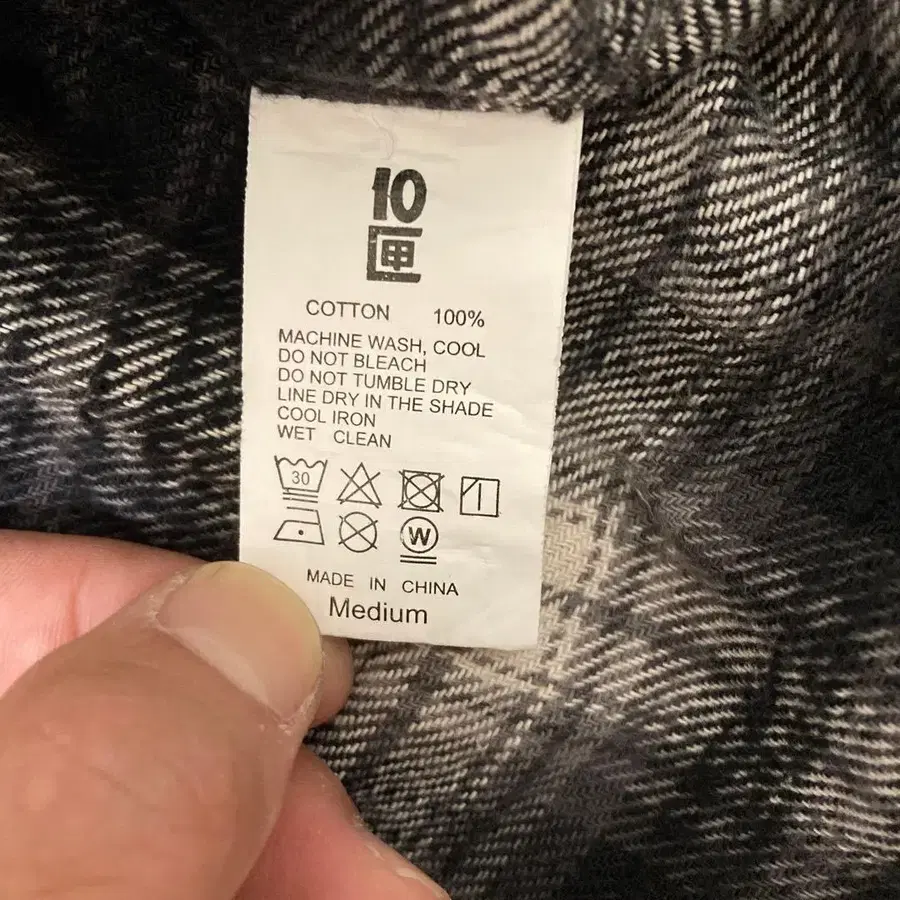 10
匣
COTTON 100%
MACHINE WASH, COOL
DO NOT BLEACH
DO NOT TUMBLE DRY
LINE DRY IN THE SHADE
COOL IRON
WET CLEAN
30
W
MADE IN CHINA
Medium